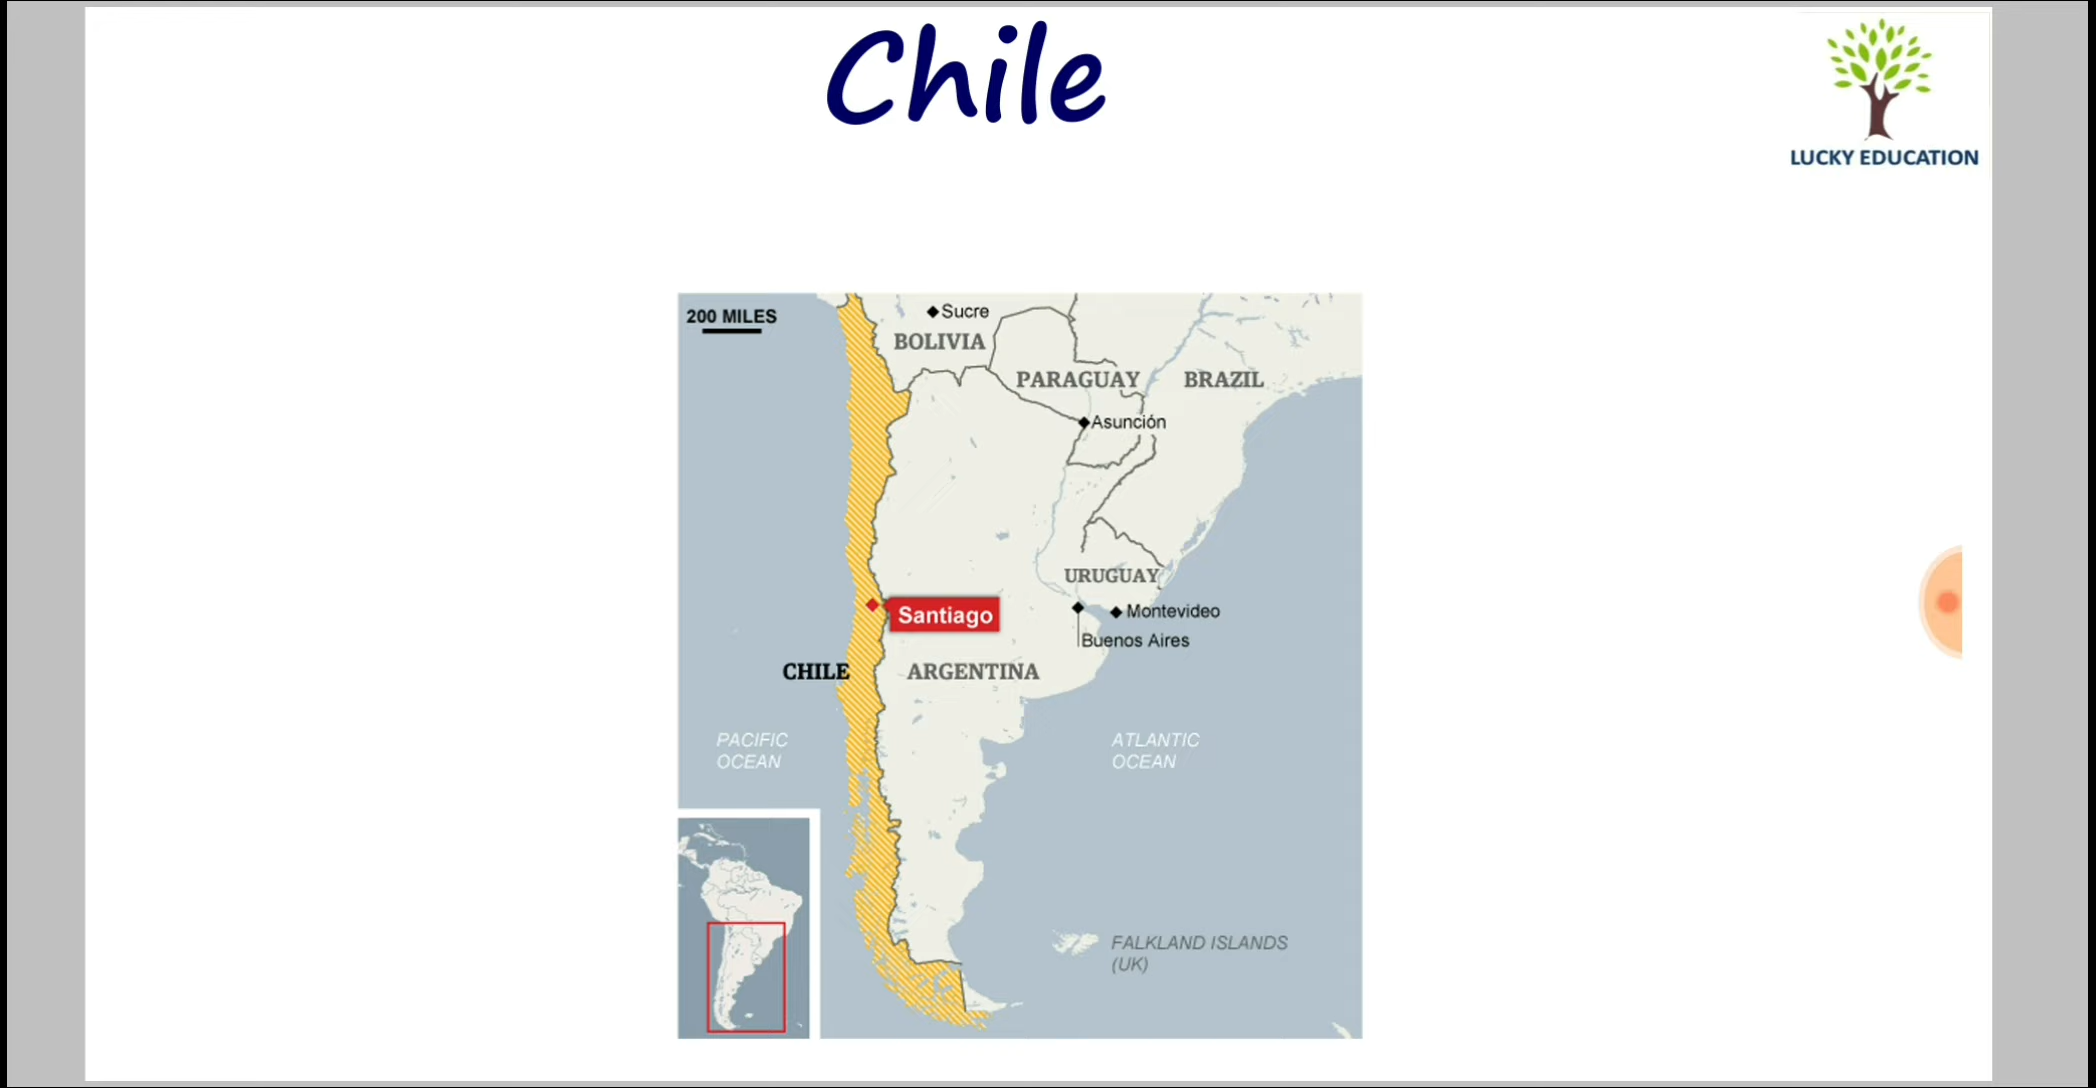 Chile
LUCKY EDUCATION
200 MILES
Sucre
BOLIVIA
PARAGUAY
BRAZIL
Asunción
URUGUAY
Santiago
Montevideo
Buenos Aires
CHILE
ARGENTINA
PACIFIC
OCEAN
ATLANTIC
OCEAN
FALKLAND ISLANDS
(UK)